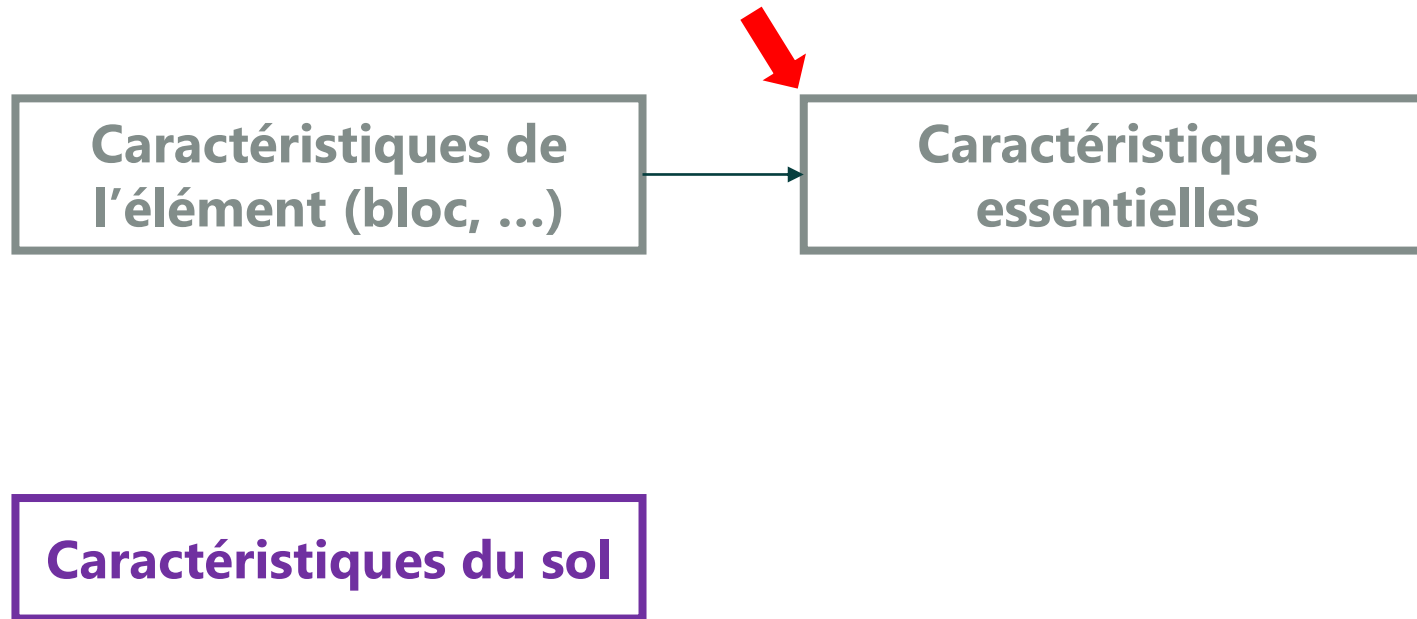 Caractéristiques de
l’élément (bloc, …)
Caractéristiques
essentielles
Caractéristiques du sol